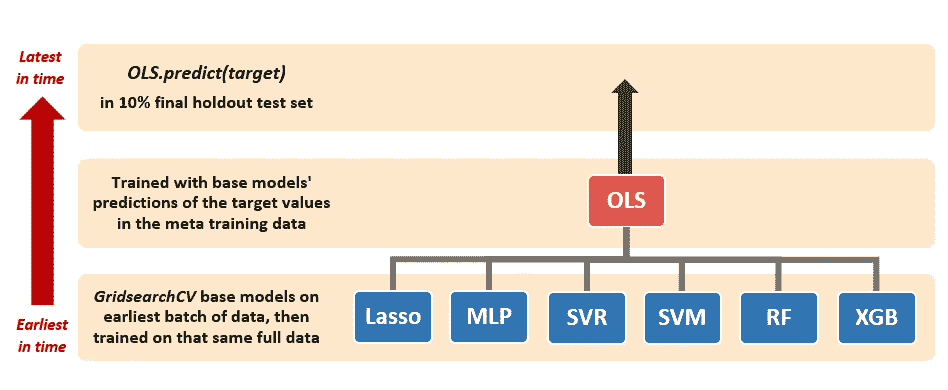 Latest
in time
OLS.predict(target)
in 10% final holdout test set
Trained with base models'
predictions of the target values
in the meta training data
OLS
GridsearchCV base models on
earliest batch of data, then
trained on that same full data
Lasso
MLP
SVR
SVM
RF
XGB
Earliest
in time